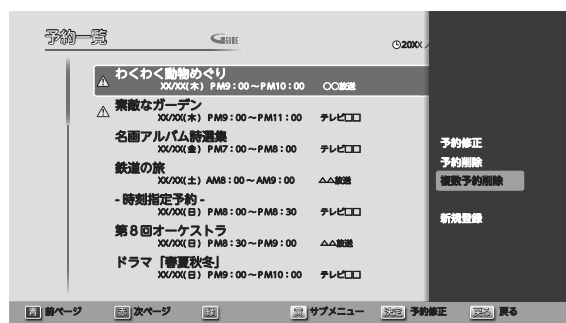 予約一覧
G GUIDE
20XX/
わくわく動物めぐり
XX/XX(木) PM9:00～PM10:00 ○○放送
素敵なガーデン
XX/XX(木) PM9:00～PM11:00 テレビ□□
名画アルバム詩選集
XX/XX(金) PM7:00～PM8:00 テレビ□□
鉄道の旅
XX/XX(土) AM8:00～AM9:00 △△放送
- 時刻指定予約 -
XX/XX(日) PM8:00～PM8:30 テレビ□□
第8回オーケストラ
XX/XX(日) PM8:30～PM9:00 △△放送
ドラマ「春夏秋冬」
XX/XX(日) PM9:00～PM10:00 テレビ□□
予約修正
予約削除
複数予約削除
新規登録
青 前ページ 赤 次ページ 緑 黄 サブメニュー 決定 予約修正 戻る 戻る